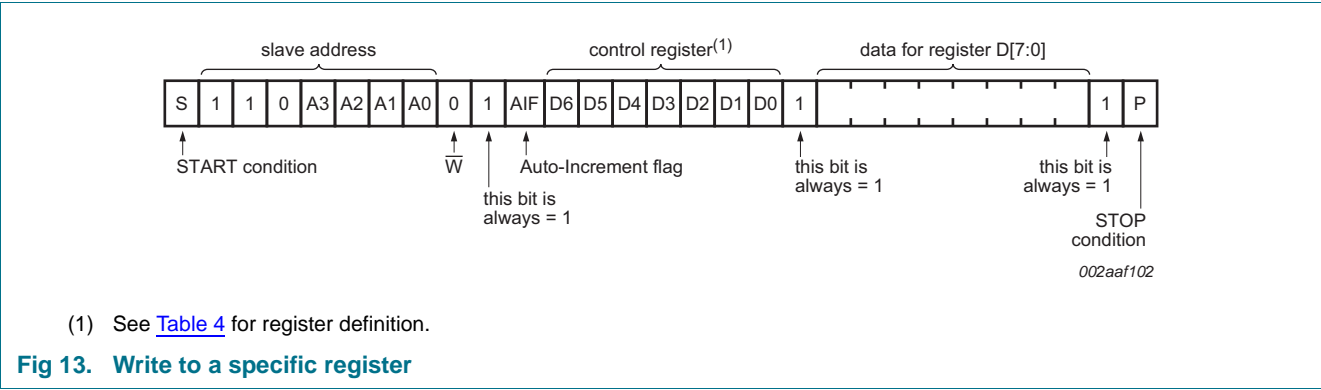 slave address control register(1) data for register D[7:0]
S 1 1 0 A3 A2 A1 A0 0 1 AIF D6 D5 D4 D3 D2 D1 D0 1 1 P
START condition W Auto-Increment flag this bit is always = 1 this bit is always = 1
this bit is always = 1
STOP condition
002aaf102
(1) See Table 4 for register definition.
Fig 13. Write to a specific register